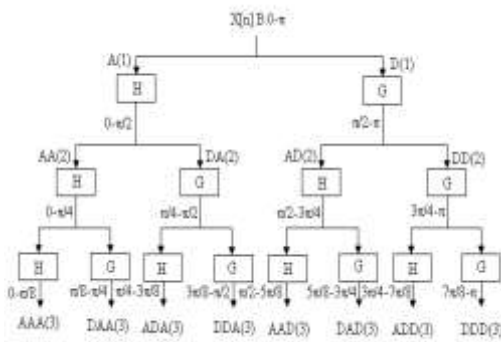 X[n] B.0-π
A(1) D(1)
H G
0-π/2 π/2-π
AA(2) DA(2) AD(2) DD(2)
H G H G
0-π/4 π/4-π/2 π/2-3π/4 3π/4-π
H G H G H G H G
0-π/8 π/8-π/4 π/4-3π/8 3π/8-π/2 π/2-5π/8 5π/8-3π/4 3π/4-7π/8 7π/8-π
AAA(3) DAA(3) ADA(3) DDA(3) AAD(3) DAD(3) ADD(3) DDD(3)